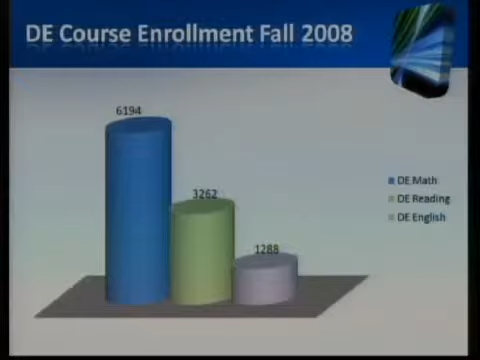 DE Course Enrollment Fall 2008
6194
3262
1288
DE Math
DE Reading
DE English